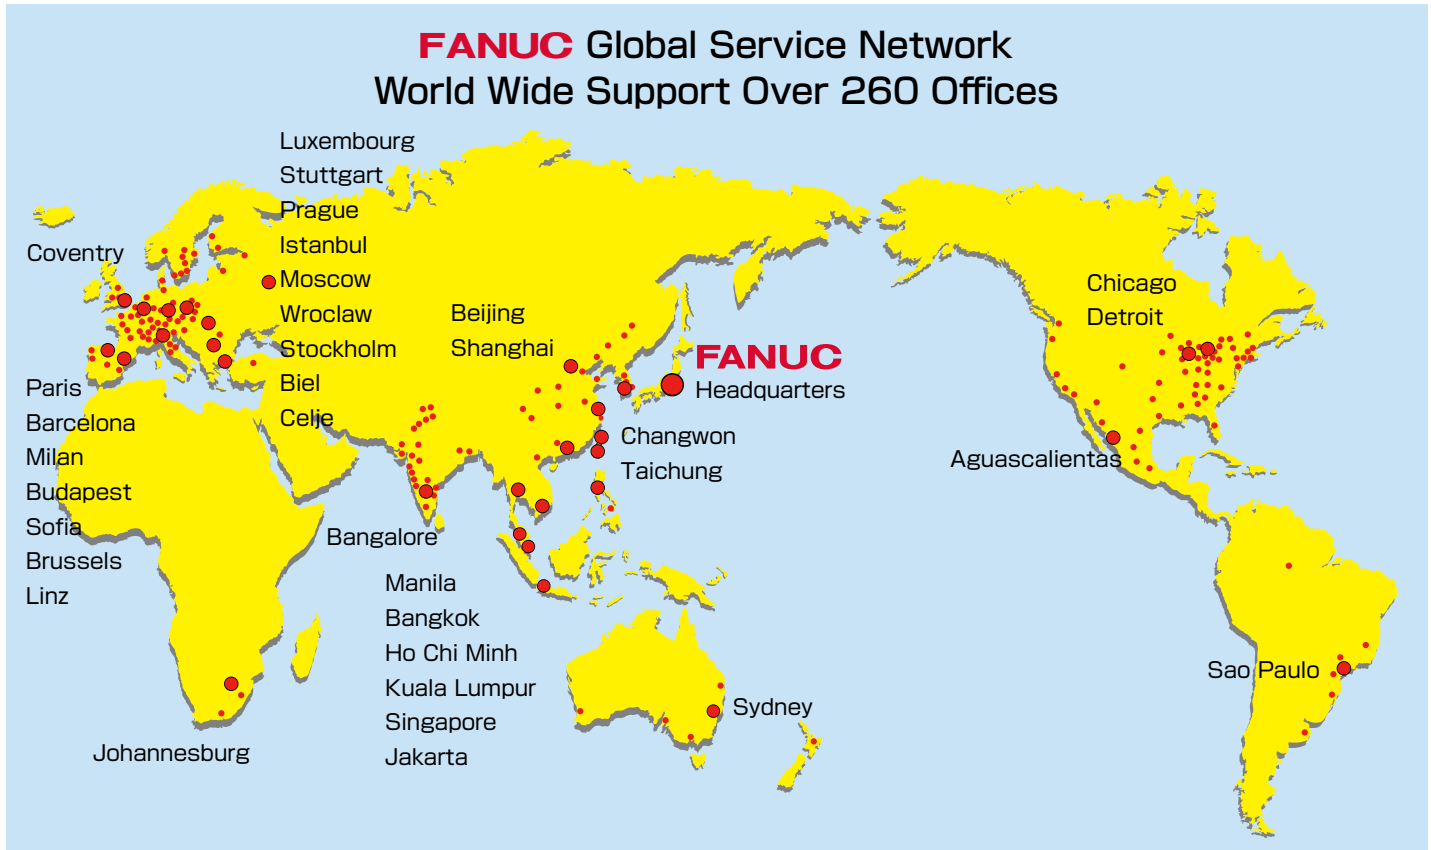 FANUC Global Service Network
World Wide Support Over 260 Offices
Luxembourg
Stuttgart
Prague
Istanbul
Moscow
Wroclaw
Stockholm
Biel
Celje
Coventry
Paris
Barcelona
Milan
Budapest
Sofia
Brussels
Linz
Johannesburg
Beijing
Shanghai
FANUC
Headquarters
Changwon
Taichung
Bangalore
Manila
Bangkok
Ho Chi Minh
Kuala Lumpur
Singapore
Jakarta
Sydney
Chicago
Detroit
Aguascalientas
Sao Paulo